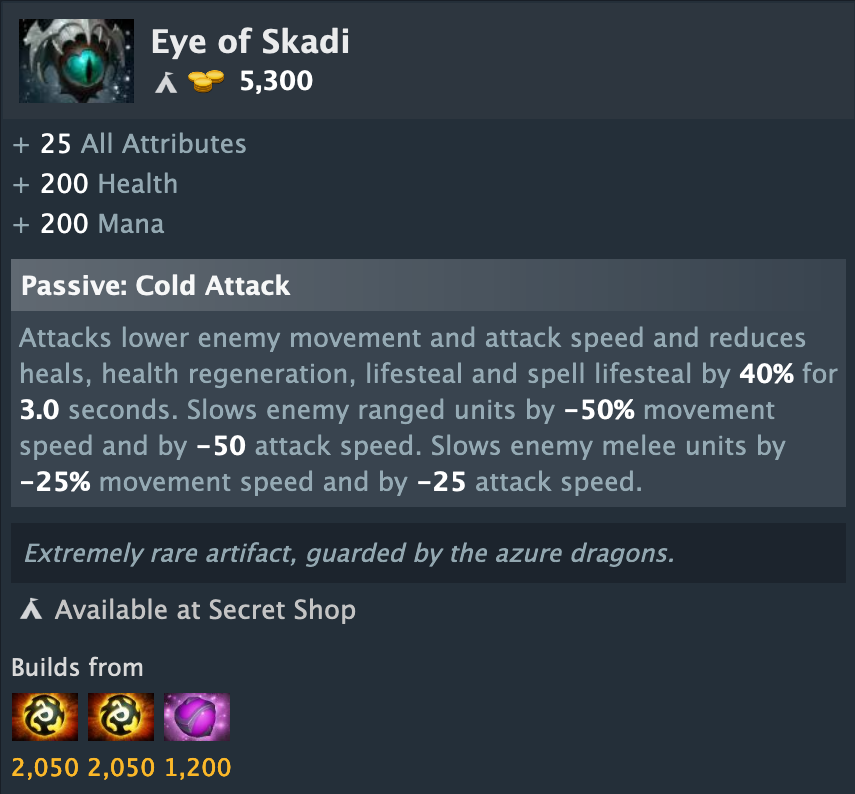 Eye of Skadi
5,300
+ 25 All Attributes
+ 200 Health
+ 200 Mana
Passive: Cold Attack
Attacks lower enemy movement and attack speed and reduces
heals, health regeneration, lifesteal and spell lifesteal by 40% for
3.0 seconds. Slows enemy ranged units by -50% movement
speed and by -50 attack speed. Slows enemy melee units by
-25% movement speed and by -25 attack speed.
Extremely rare artifact, guarded by the azure dragons.
Available at Secret Shop
Builds from
2,050 2,050 1,200